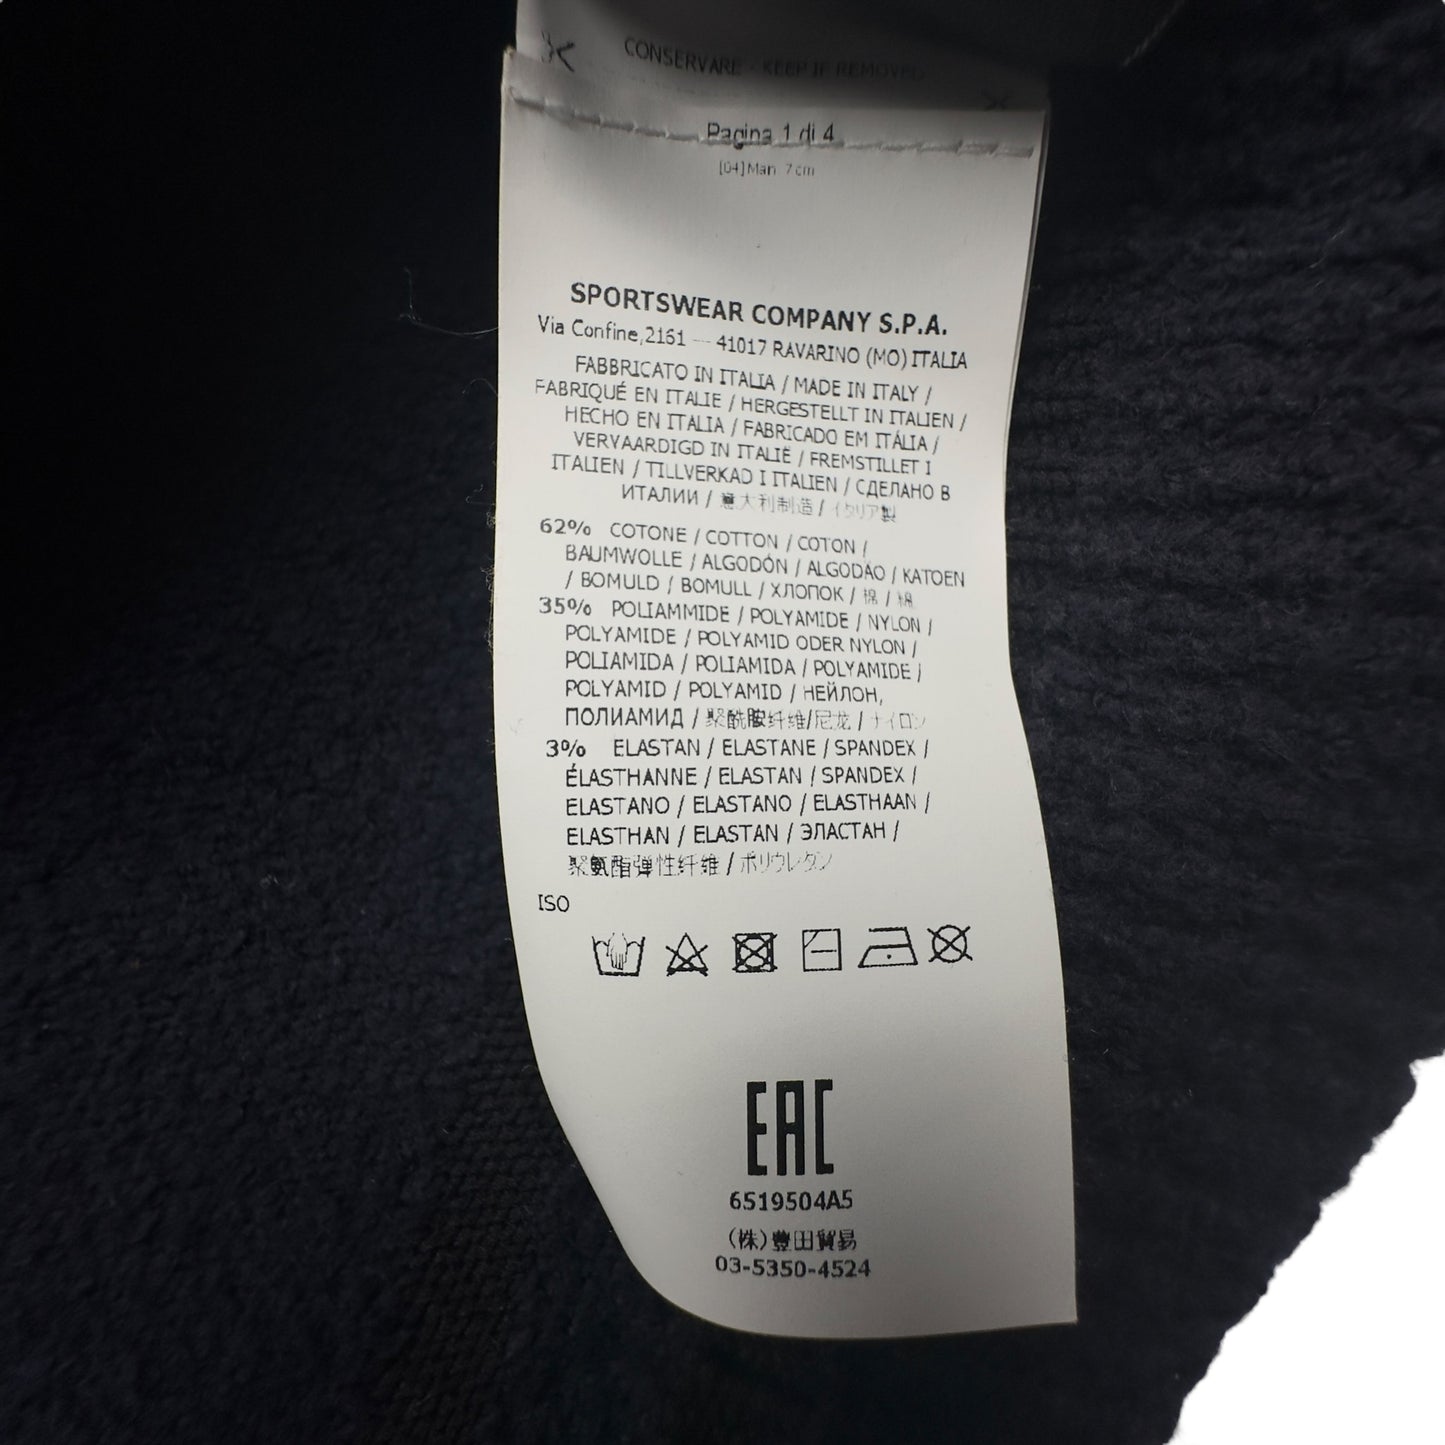 CONSERVARE - KEEP IF REMOVED
Pagina 1 di 4
[04]Man 7cm
SPORTSWEAR COMPANY S.P.A.
Via Confine,2161 -- 41017 RAVARINO (MO) ITALIA
FABBRICATO IN ITALIA / MADE IN ITALY /
FABRIQUÉ EN ITALIE / HERGESTELLT IN ITALIEN /
HECHO EN ITALIA / FABRICADO EM ITÁLIA /
VERVAARDIGD IN ITALIË / FREMSTILLET I
ITALIEN / TILLVERKAD I ITALIEN / СДЕЛАНО В
ИТАЛИИ / 意大利制造 / イタリア製
62% COTONE / COTTON / COTON /
BAUMWOLLE / ALGODÓN / ALGODÃO / KATOEN
/ BOMULD / BOMULL / ХЛОПОК / 棉 / 綿
35% POLIAMMIDE / POLYAMIDE / NYLON /
POLYAMIDE / POLYAMID ODER NYLON /
POLIAMIDA / POLIAMIDA / POLYAMIDE /
POLYAMID / POLYAMID / НЕЙЛОН,
ПОЛИАМИД / 聚酰胺纤维/尼龙 / ナイロン
3% ELASTAN / ELASTANE / SPANDEX /
ÉLASTHANNE / ELASTAN / SPANDEX /
ELASTANO / ELASTANO / ELASTHAAN /
ELASTHAN / ELASTAN / ЭЛАСТАН /
聚氨酯弹性纤维 / ポリウレタン
ISO
EAC
6519504A5
(株)豊田貿易
03-5350-4524